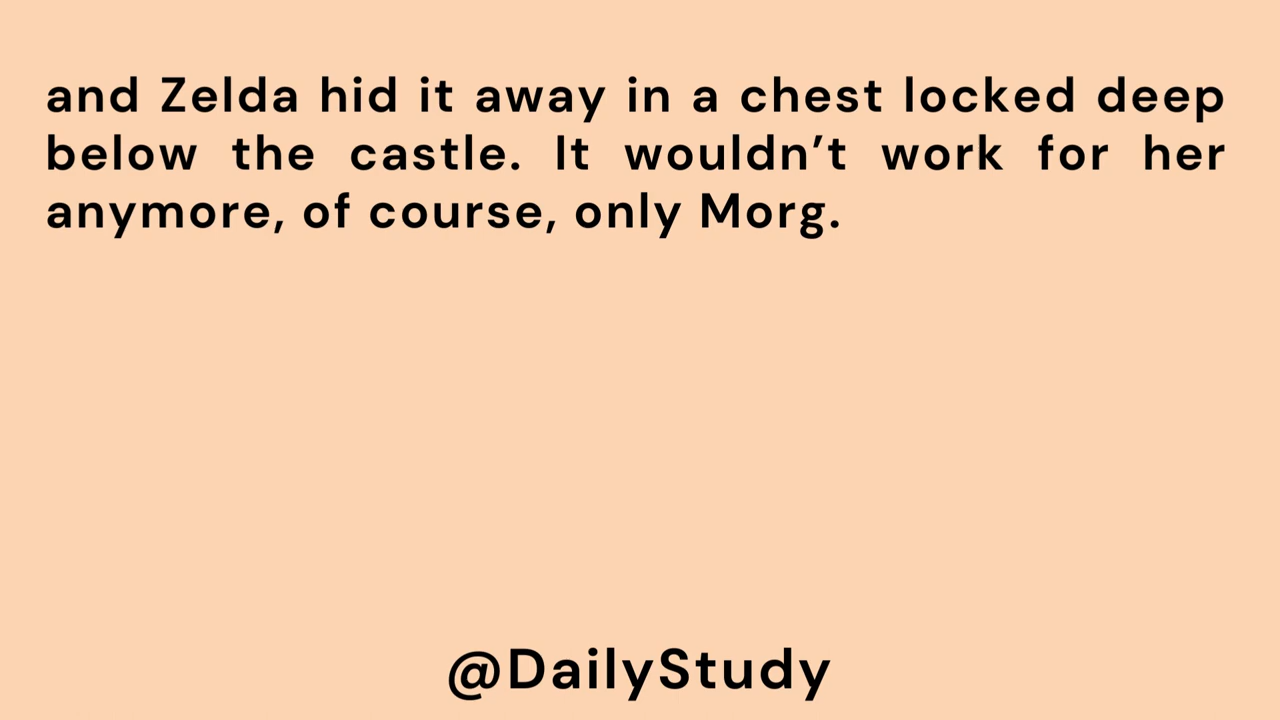 and Zelda hid it away in a chest locked deep
below the castle. It wouldn’t work for her
anymore, of course, only Morg.
@DailyStudy